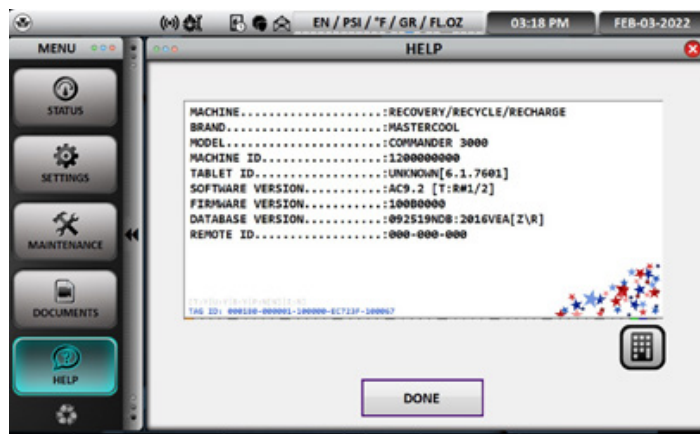 EN / PSI / °F / GR / FL.OZ
03:18 PM
FEB-03-2022
MENU
HELP
STATUS
SETTINGS
MAINTENANCE
DOCUMENTS
HELP
MACHINE....................:RECOVERY/RECYCLE/RECHARGE
BRAND......................:MASTERCOOL
MODEL......................:COMMANDER 3000
MACHINE ID.................:1200000000
TABLET ID..................:UNKNOWN[6.1.7601]
SOFTWARE VERSION...........:AC9.2 [T:R#1/2]
FIRMWARE VERSION...........:100B0000
DATABASE VERSION...........:092519NDB:2016VEA[Z\R]
REMOTE ID..................:000-000-000
TAG ID: 000180-000001-100000-EC723F-100067
DONE